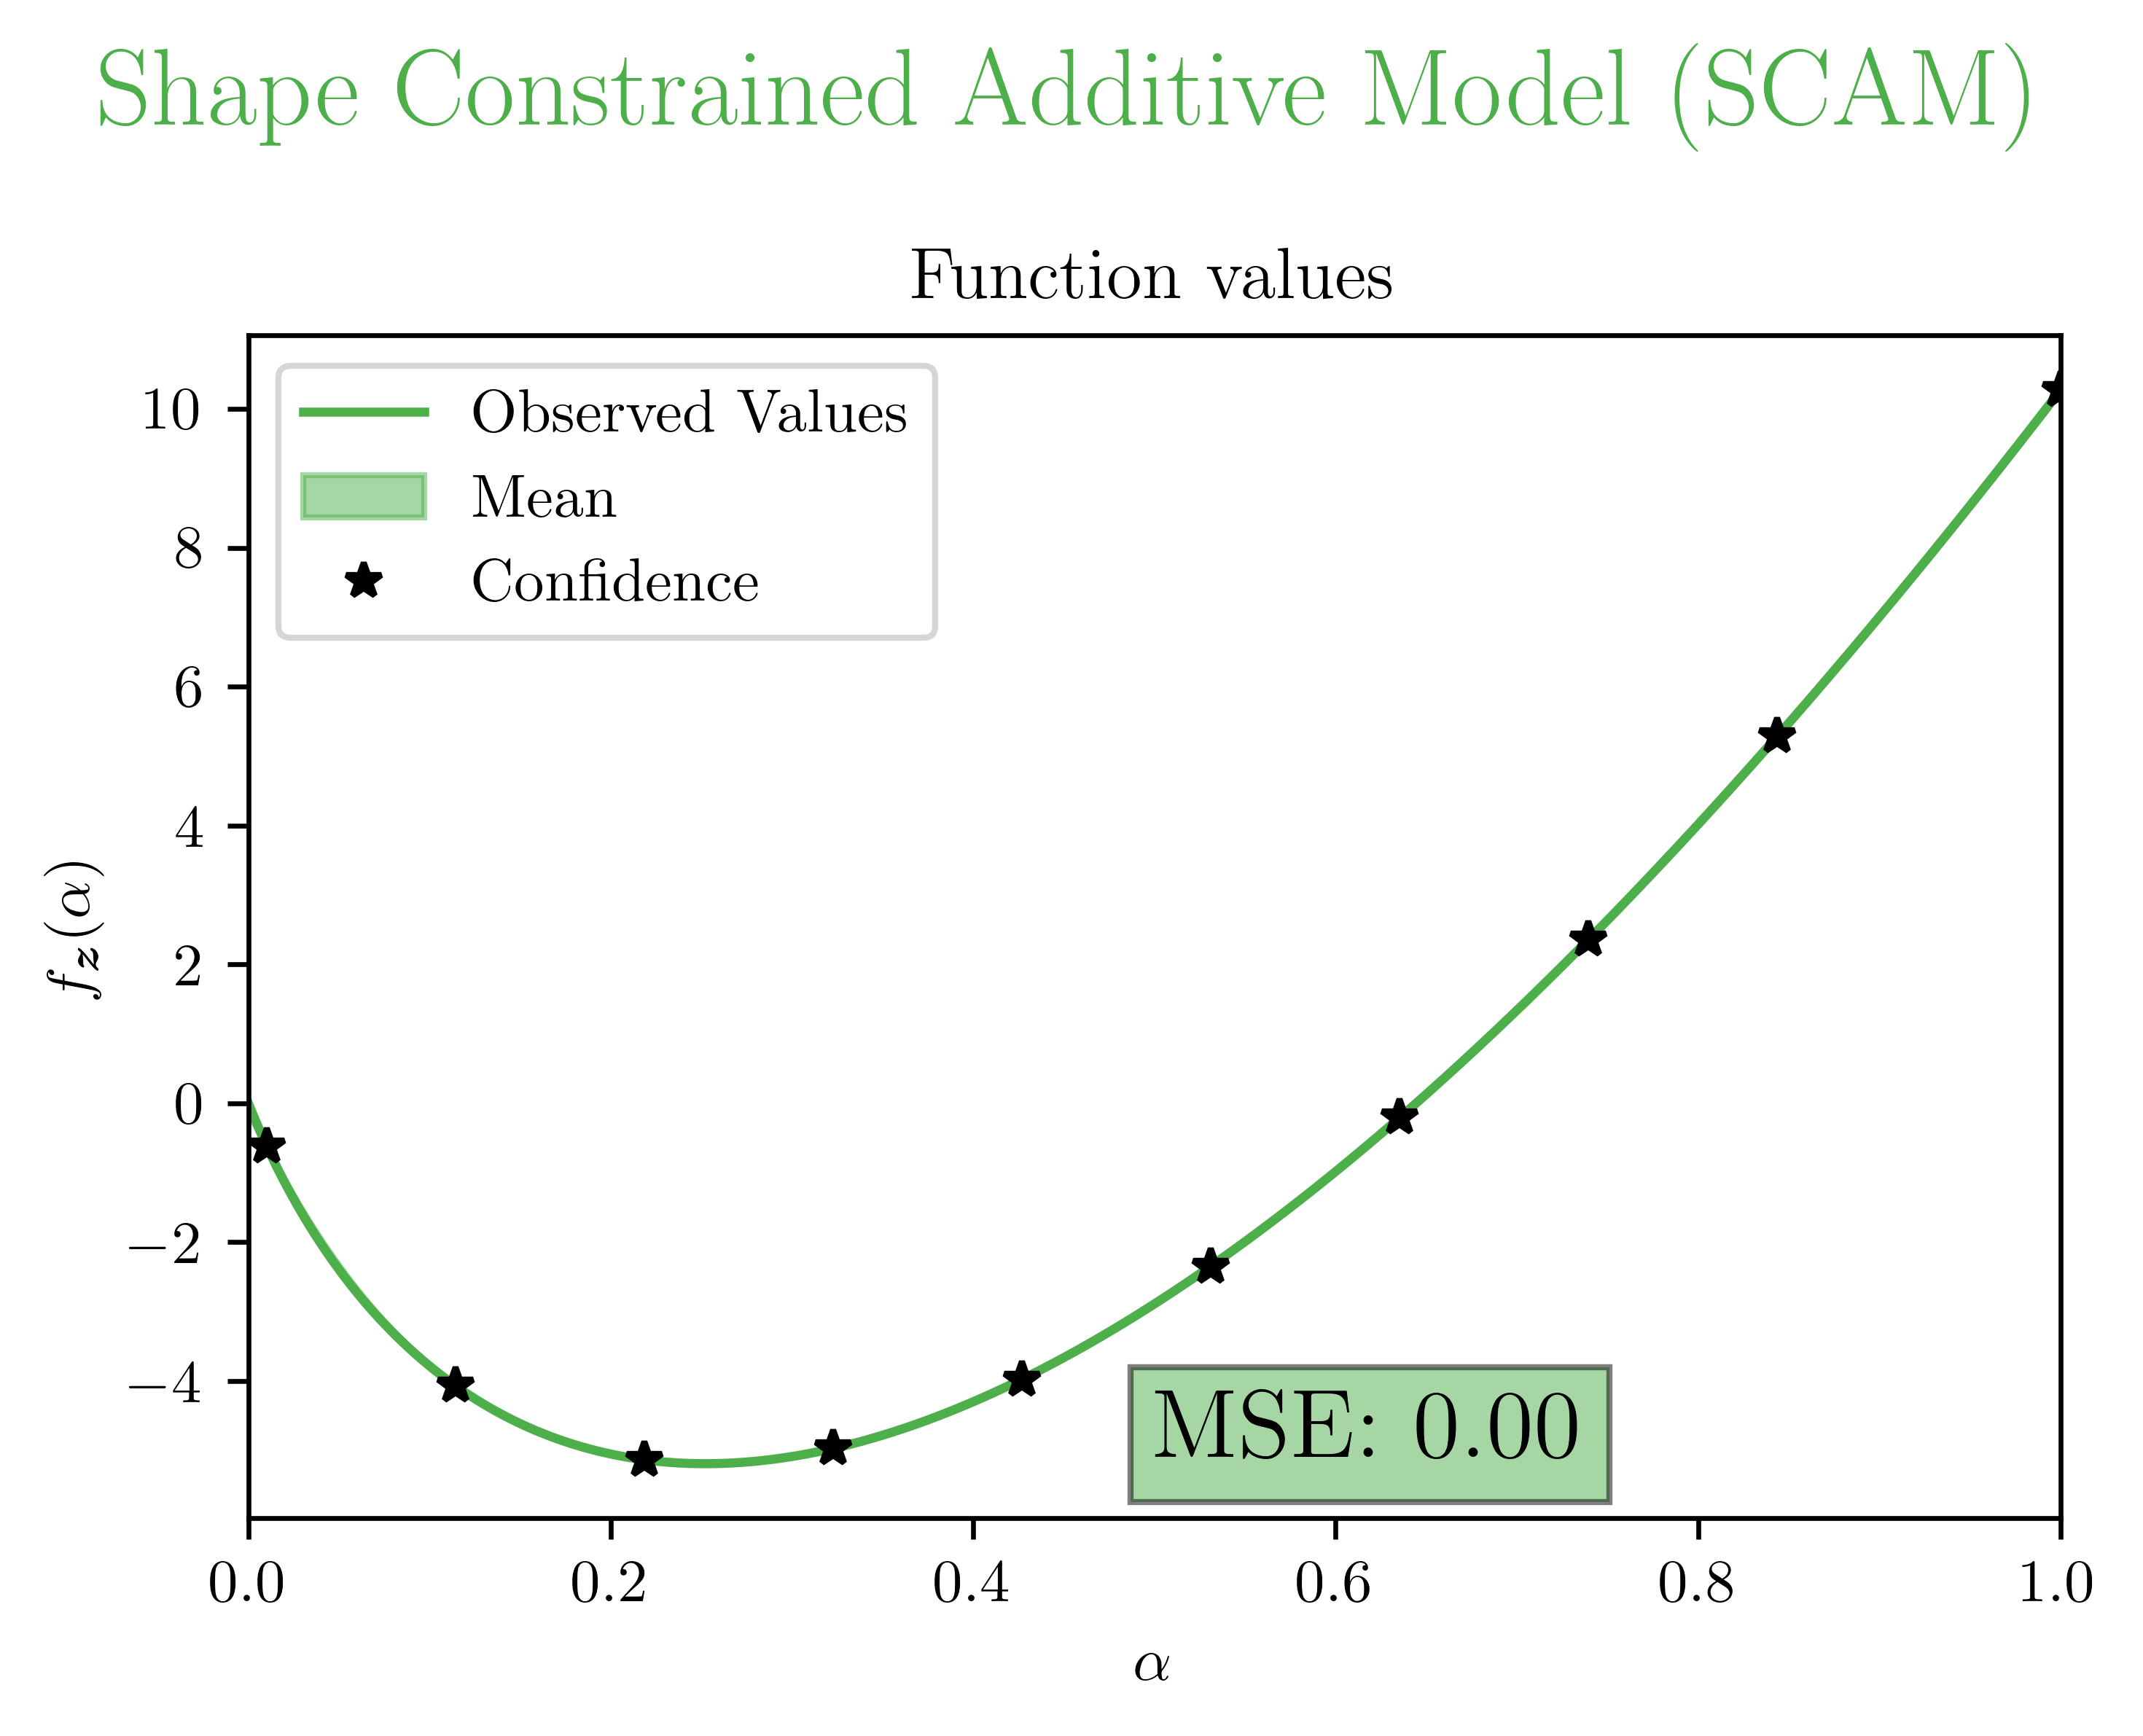 Shape Constrained Additive Model (SCAM)
Function values
Observed Values
Mean
Confidence
10
8
6
4
2
0
−2
−4
f_z(α)
MSE: 0.00
0.0 0.2 0.4 0.6 0.8 1.0
α